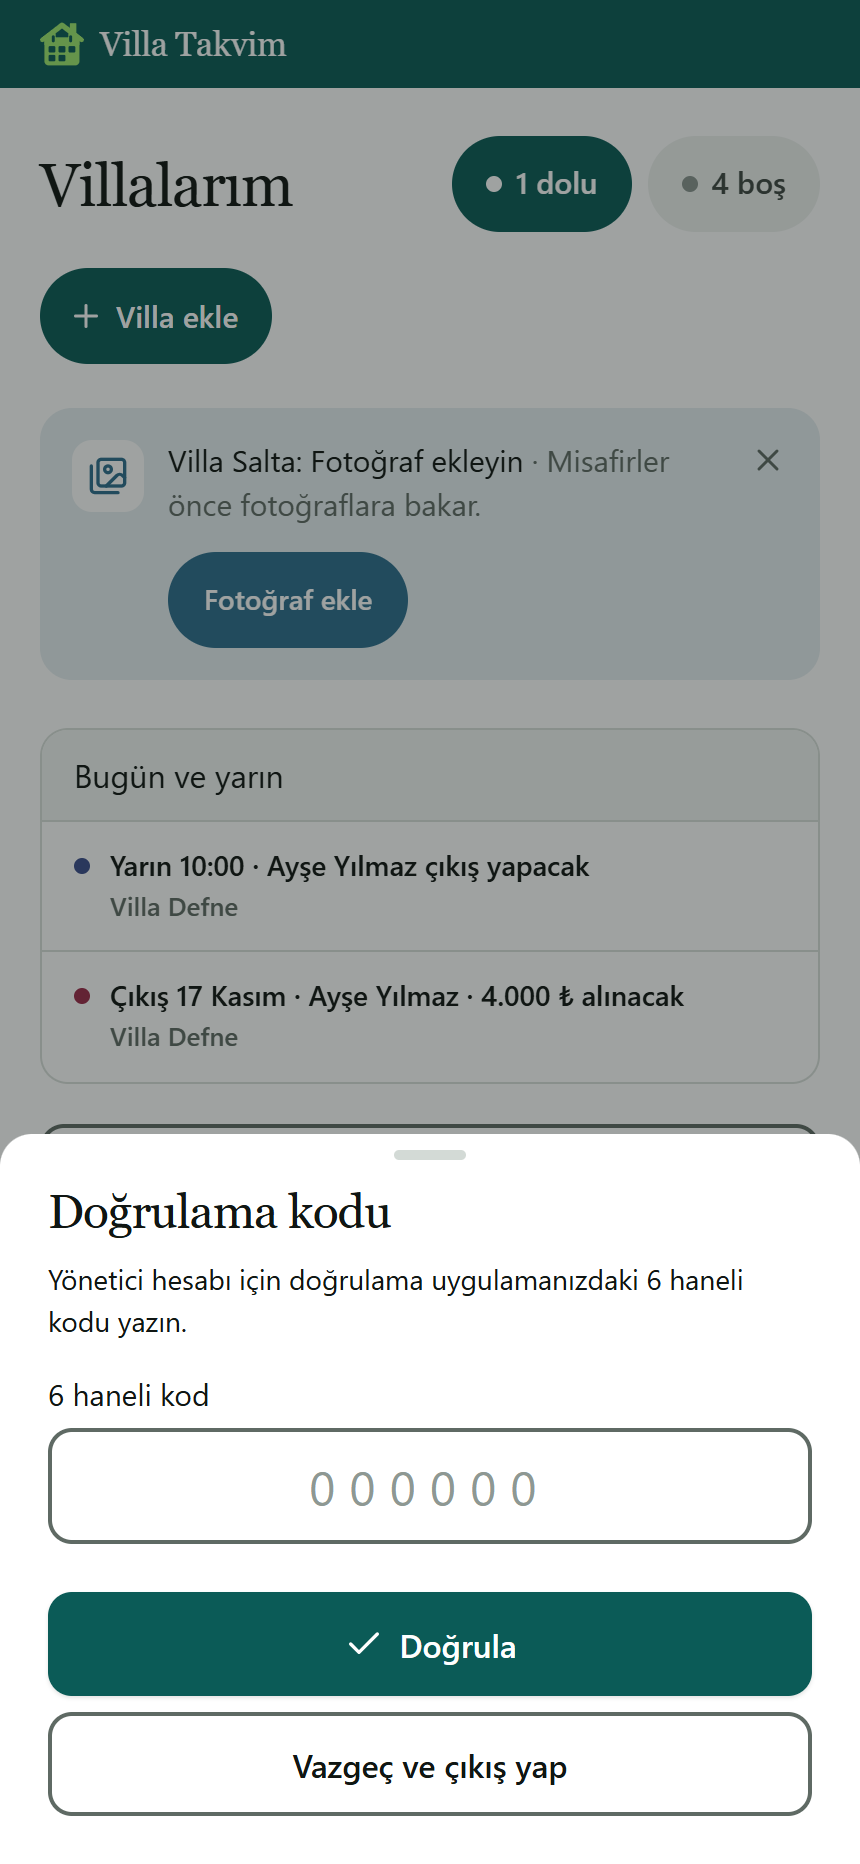 Villa Takvim
Villalarım
1 dolu
4 boş
Villa ekle
Villa Salta: Fotoğraf ekleyin · Misafirler
önce fotoğraflara bakar.
Fotoğraf ekle
Bugün ve yarın
Yarın 10:00 · Ayşe Yılmaz çıkış yapacak
Villa Defne
Çıkış 17 Kasım · Ayşe Yılmaz · 4.000 ₺ alınacak
Villa Defne
Doğrulama kodu
Yönetici hesabı için doğrulama uygulamanızdaki 6 haneli
kodu yazın.
6 haneli kod
000000
Doğrula
Vazgeç ve çıkış yap